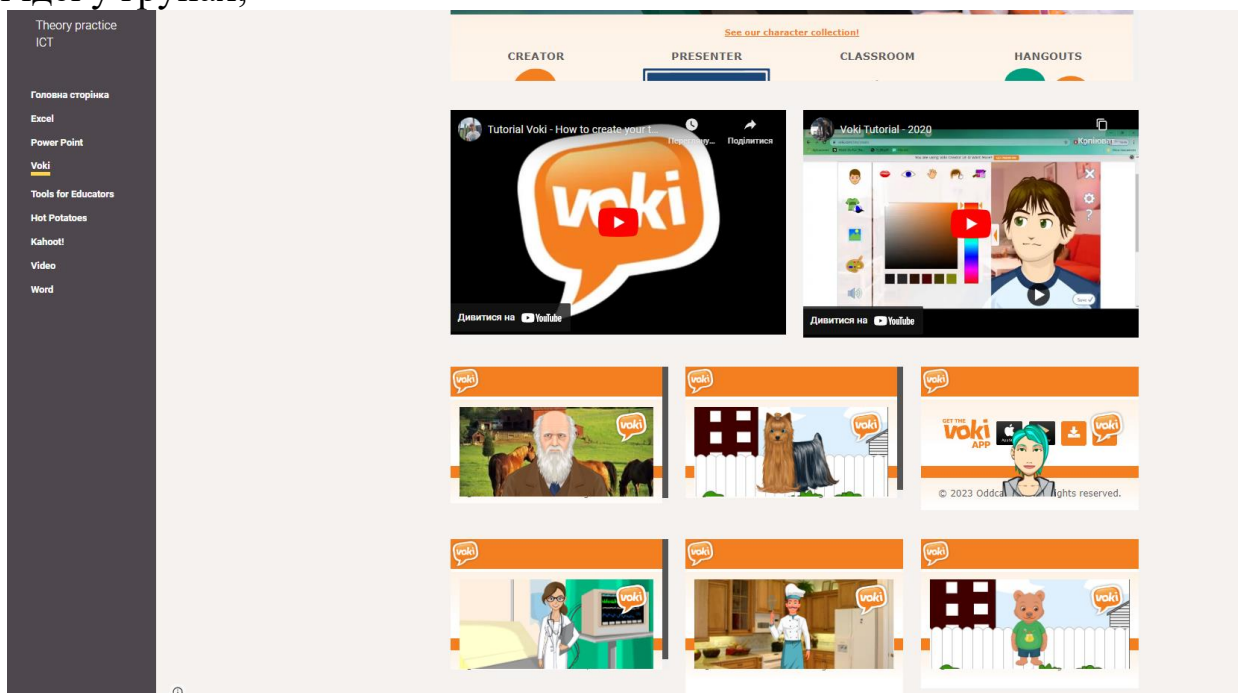 Theory practice
ICT
Головна сторінка
Excel
Power Point
Voki
Tools for Educators
Hot Potatoes
Kahoot!
Video
Word
See our character collection!
CREATOR PRESENTER CLASSROOM HANGOUTS
Tutorial Voki - How to create your t...
Поділитися
voki
Дивитися на YouTube
Voki Tutorial - 2020
Дивитися на YouTube
voki
voki
voki
voki
voki
GET THE
voki
APP
voki
© 2023 Oddca ights reserved.
voki
voki
voki
voki
voki
voki